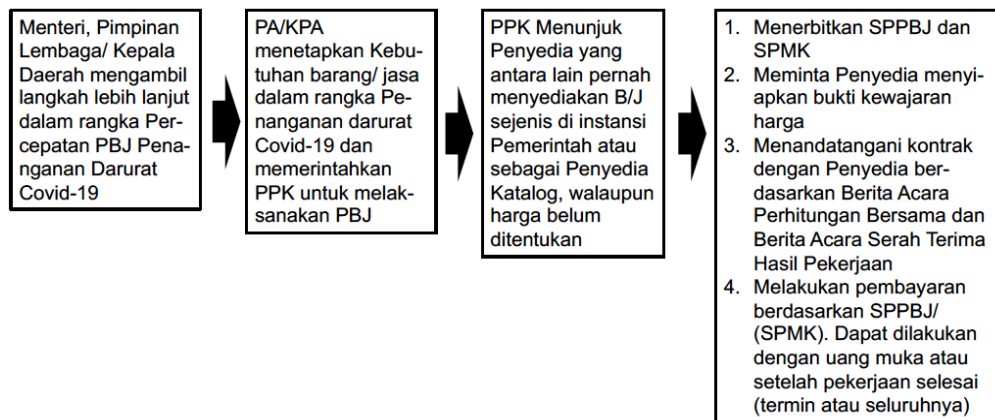 Menteri, Pimpinan
Lembaga/ Kepala
Daerah mengambil
langkah lebih lanjut
dalam rangka Per-
cepatan PBJ Pena-
nganan Darurat
Covid-19
PA/KPA
menetapkan Kebu-
tuhan barang/ jasa
dalam rangka Pe-
nanganan darurat
Covid-19 dan
memerintahkan
PPK untuk melak-
sanakan PBJ
PPK Menunjuk
Penyedia yang
antara lain pernah
menyediakan B/J
sejenis di instansi
Pemerintah atau
sebagai Penyedia
Katalog, walaupun
harga belum
ditentukan
1. Menerbitkan SPPBJ dan
SPMK
2. Meminta Penyedia menyi-
apkan bukti kewajaran
harga
3. Menandatangani kontrak
dengan Penyedia ber-
dasarkan Berita Acara
Perhitungan Bersama dan
Berita Acara Serah Terima
Hasil Pekerjaan
4. Melakukan pembayaran
berdasarkan SPPBJ/
(SPMK). Dapat dilakukan
dengan uang muka atau
setelah pekerjaan selesai
(termin atau seluruhnya)